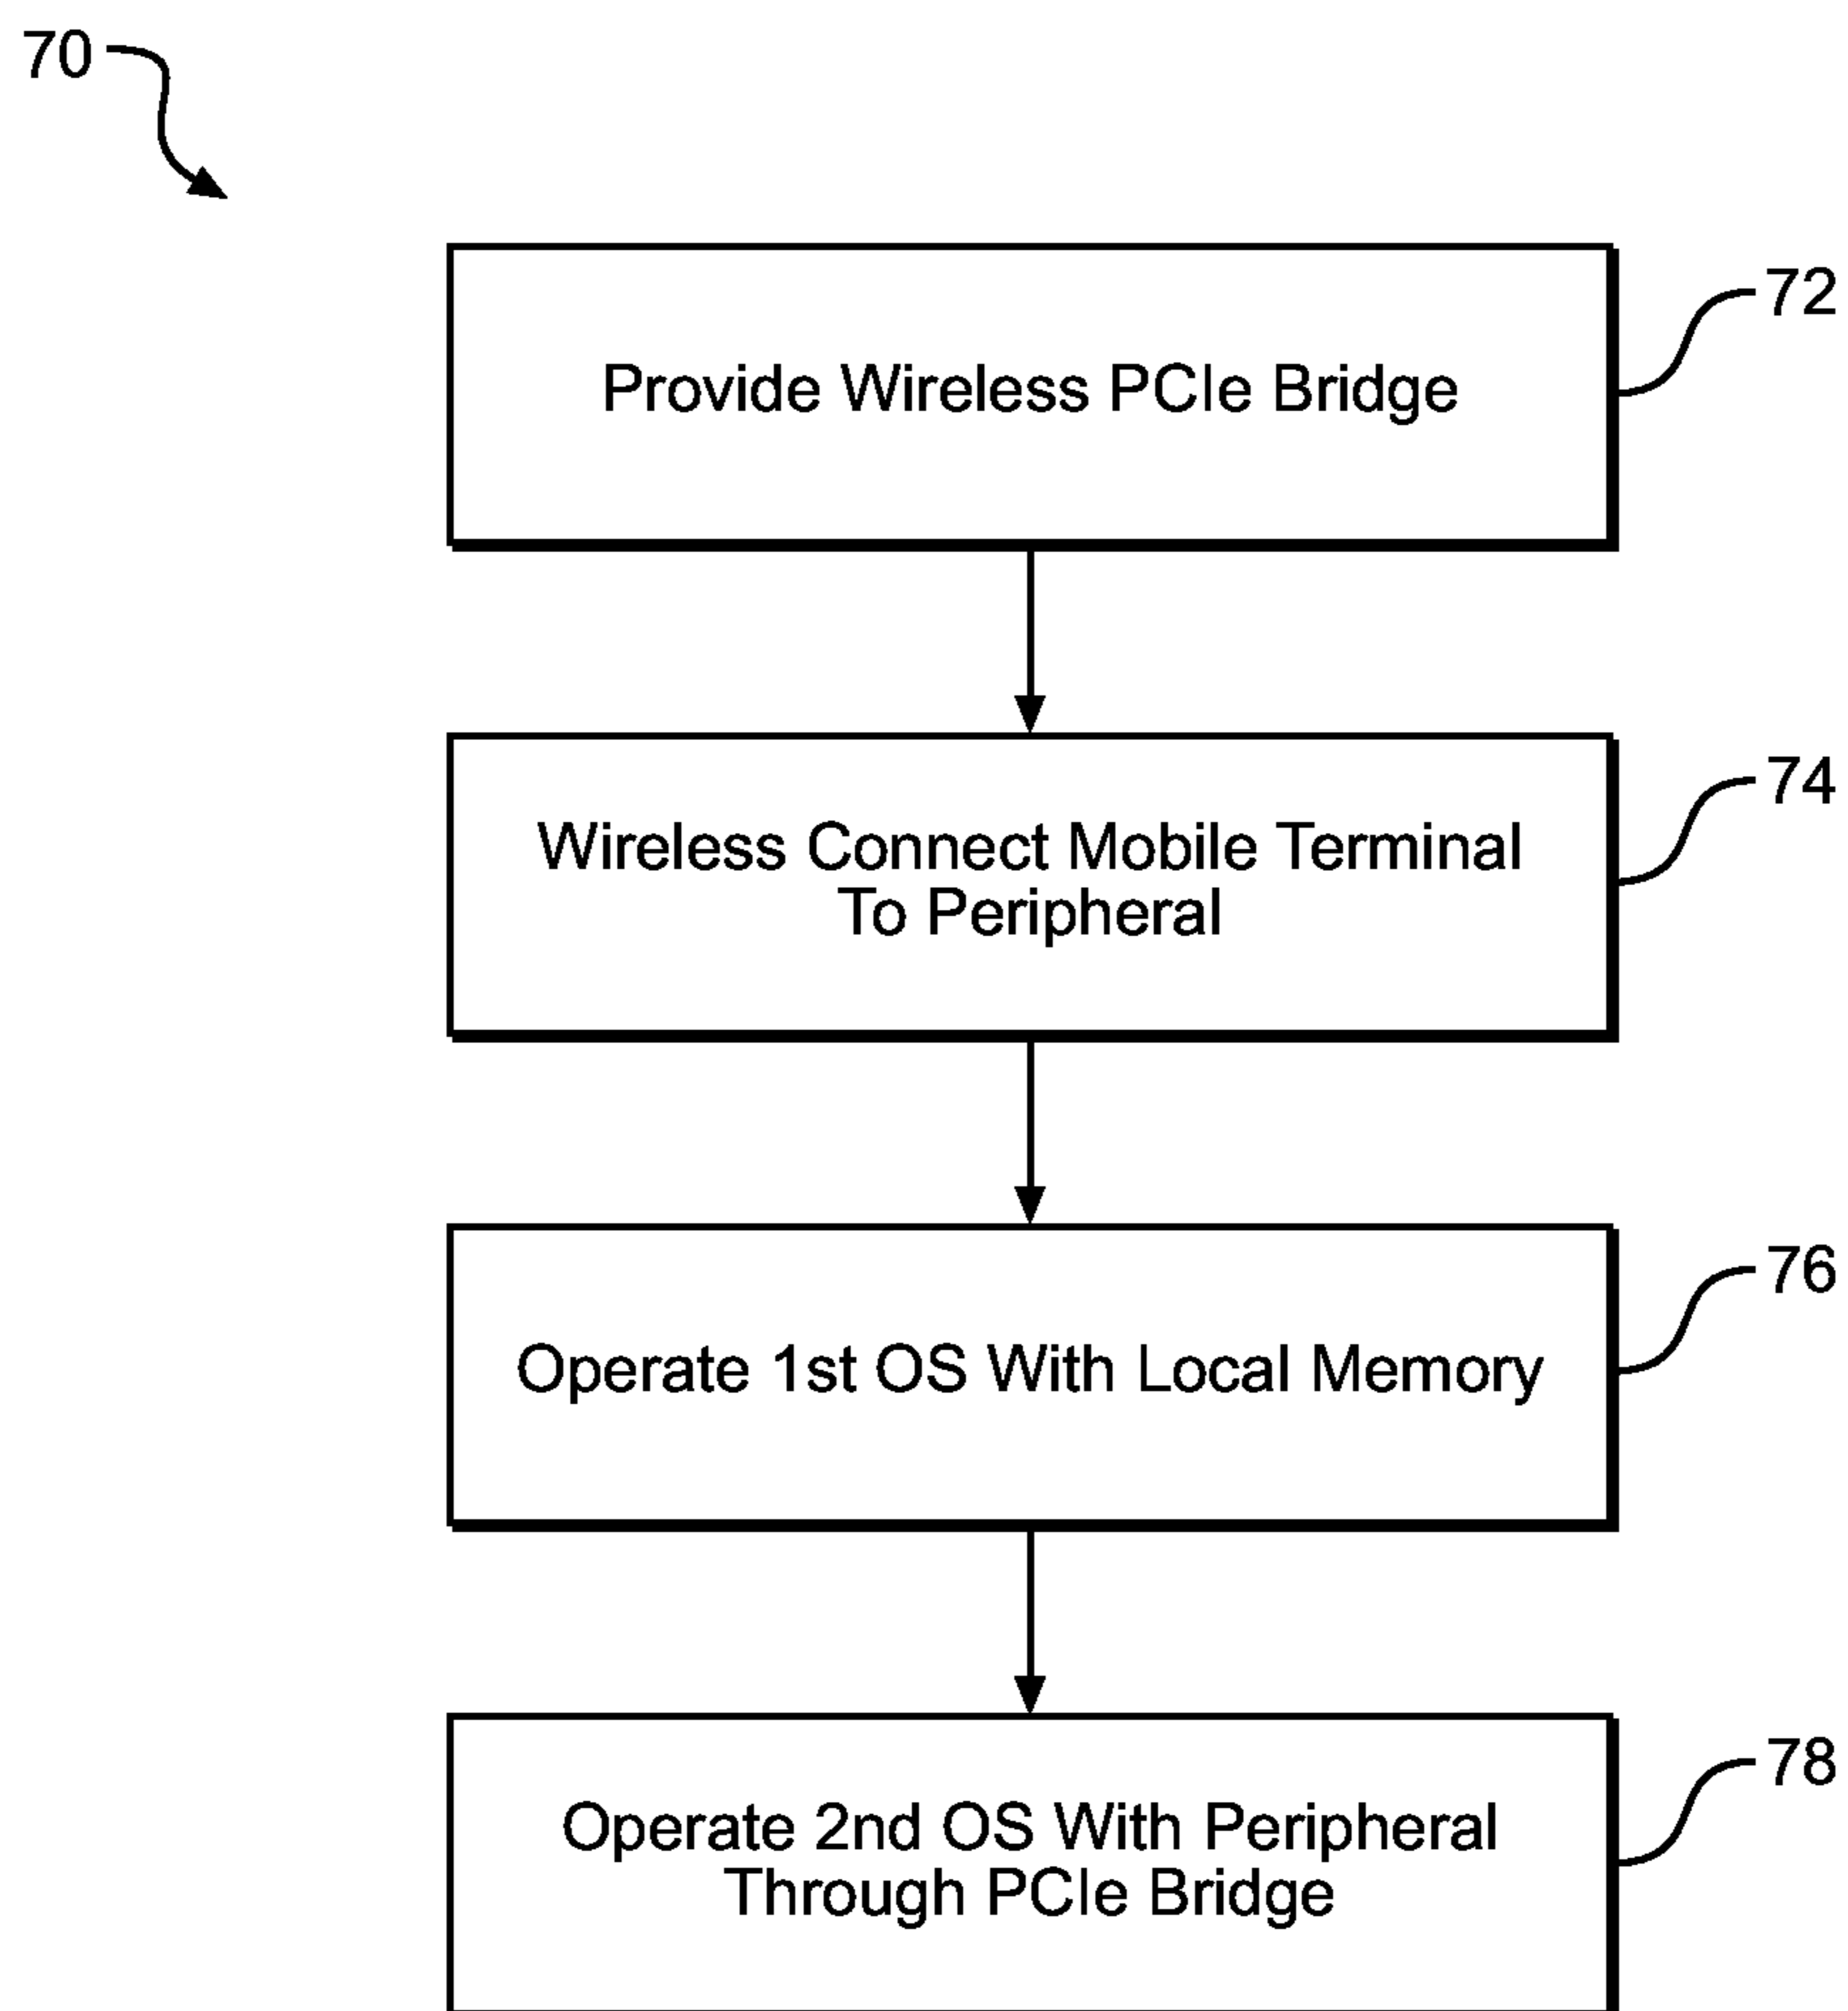 70
72
Provide Wireless PCIe Bridge
74
Wireless Connect Mobile Terminal
To Peripheral
76
Operate 1st OS With Local Memory
78
Operate 2nd OS With Peripheral
Through PCIe Bridge